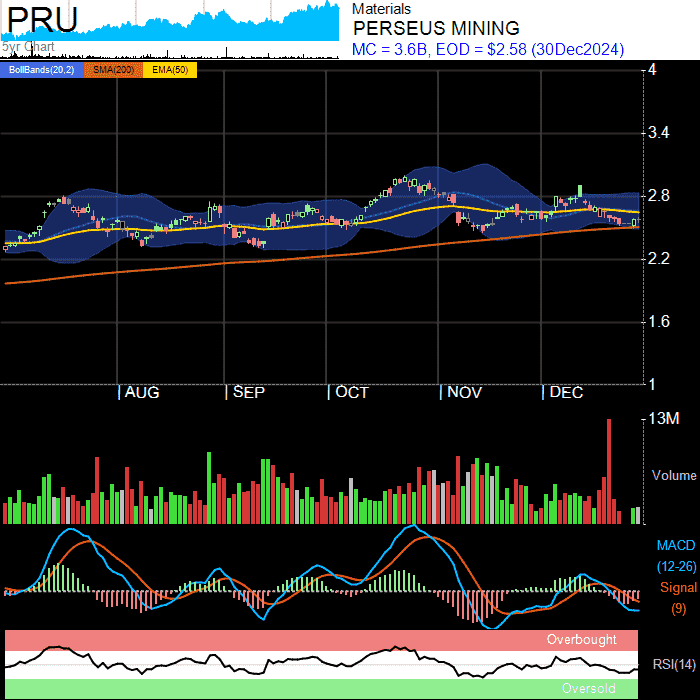 PRU
5yr Chart
Materials
PERSEUS MINING
MC = 3.6B, EOD = $2.58 (30Dec2024)
BollBands(20,2) SMA(200) EMA(50)
4
3.4
2.8
2.2
1.6
1
AUG SEP OCT NOV DEC
13M
Volume
MACD
(12-26)
Signal
(9)
Overbought
RSI(14)
Oversold